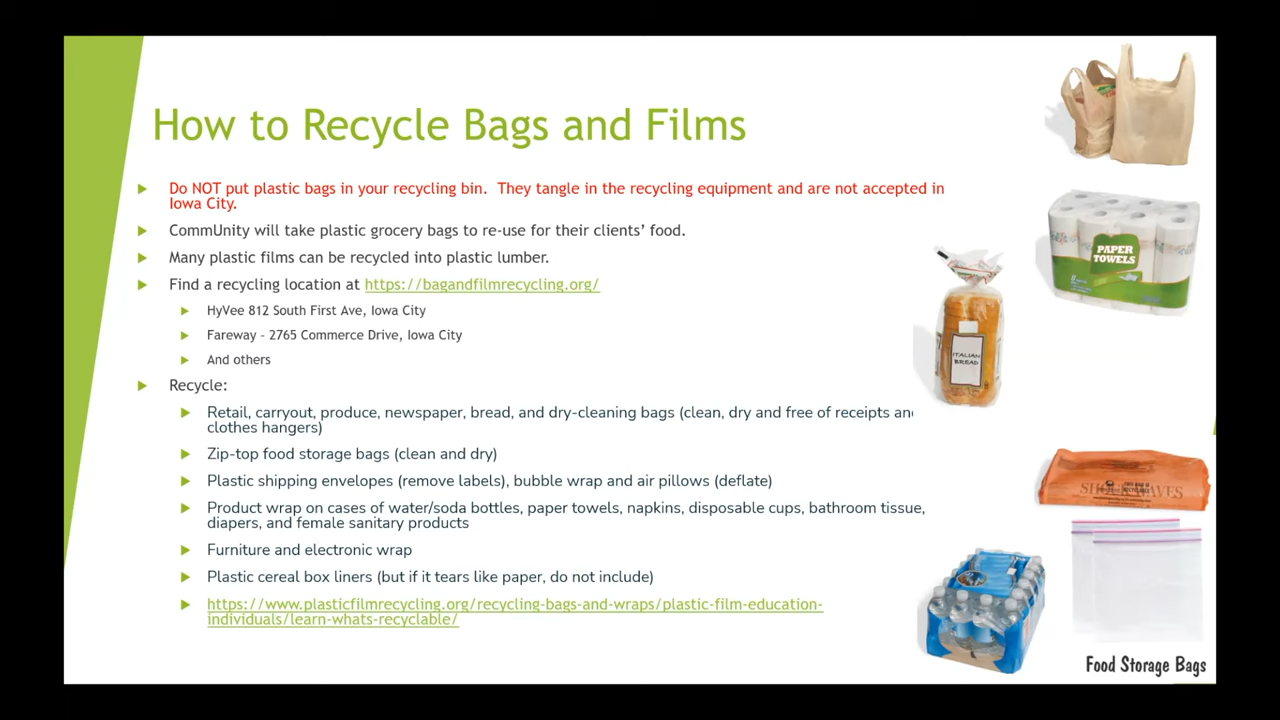 How to Recycle Bags and Films
Do NOT put plastic bags in your recycling bin.  They tangle in the recycling equipment and are not accepted in
Iowa City.
CommUnity will take plastic grocery bags to re-use for their clients' food.
Many plastic films can be recycled into plastic lumber.
Find a recycling location at https://bagandfilmrecycling.org/
HyVee 812 South First Ave, Iowa City
Fareway - 2765 Commerce Drive, Iowa City
And others
Recycle:
Retail, carryout, produce, newspaper, bread, and dry-cleaning bags (clean, dry and free of receipts and
clothes hangers)
Zip-top food storage bags (clean and dry)
Plastic shipping envelopes (remove labels), bubble wrap and air pillows (deflate)
Product wrap on cases of water/soda bottles, paper towels, napkins, disposable cups, bathroom tissue,
diapers, and female sanitary products
Furniture and electronic wrap
Plastic cereal box liners (but if it tears like paper, do not include)
https://www.plasticfilmrecycling.org/recycling-bags-and-wraps/plastic-film-education-
individuals/learn-whats-recyclable/
PAPER
TOWELS
ITALIAN
BREAD
Food Storage Bags